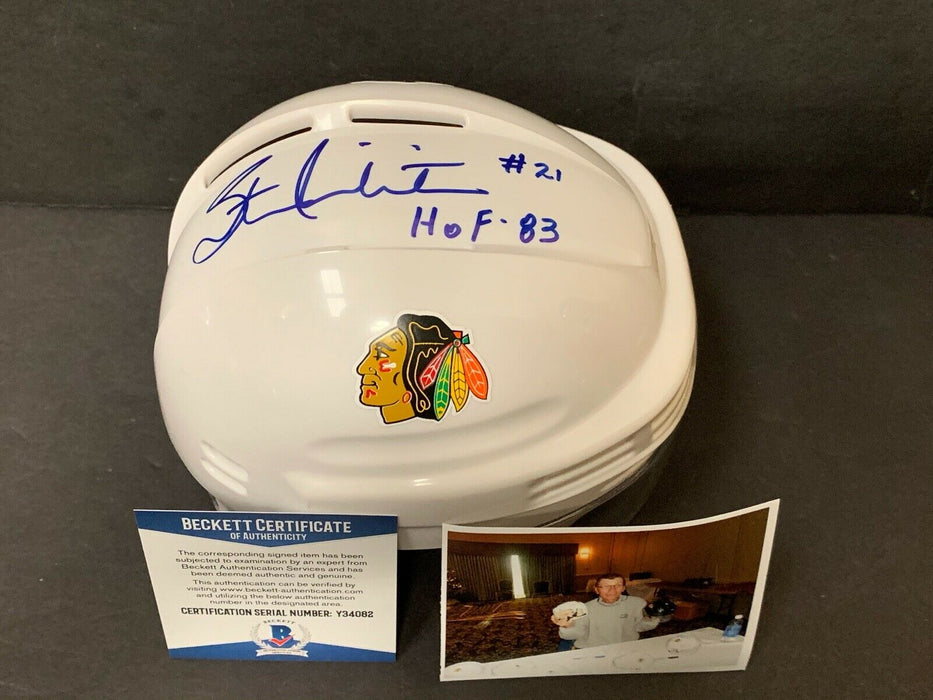 #21
HOF-83
BECKETT CERTIFICATE
OF AUTHENTICITY
The corresponding signed item has been
subjected to examination by an expert from
Beckett Authentication Services and has
been deemed authentic and genuine.
This authentication can be verified by
visiting www.beckett-authentication.com
and utilizing the below authentication
number in the designated area.
CERTIFICATION SERIAL NUMBER: Y34082
BECKETT
B